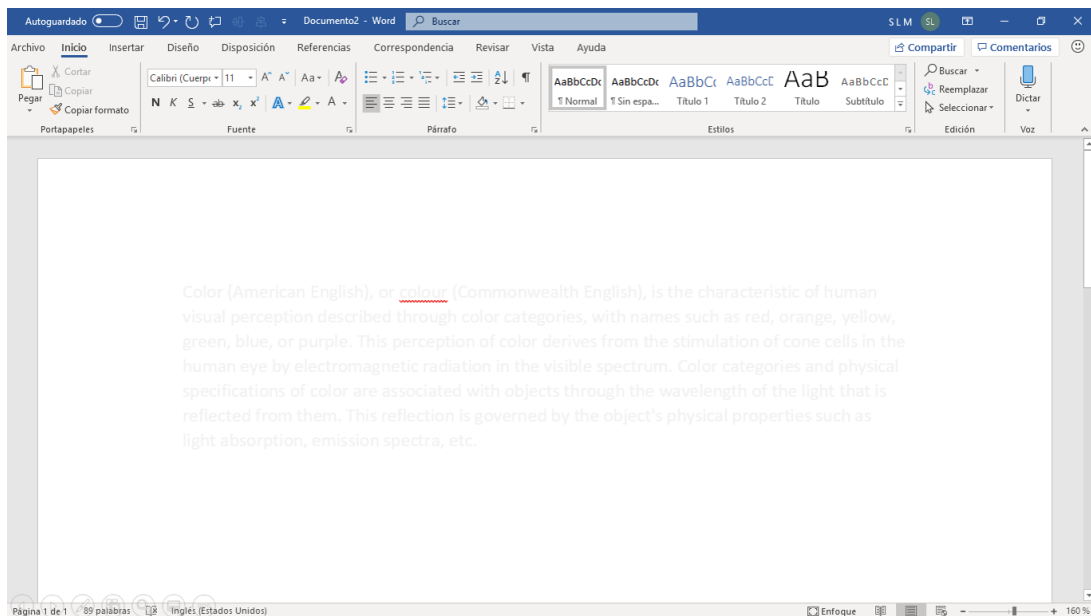 Autoguardado Documento2 - Word Buscar S L M SL
Archivo Inicio Insertar Diseño Disposición Referencias Correspondencia Revisar Vista Ayuda Compartir Comentarios
Pegar Cortar Copiar Copiar formato
Calibri (Cuerp 11 Aa
N K S ab x, x² A A
AaBbCcDc AaBbCcDc AaBbCc AaBbCcE AaB AaBbCcD
¶ Normal ¶ Sin espa... Título 1 Título 2 Título Subtítulo
Buscar Reemplazar Seleccionar
Dictar
Portapapeles Fuente Párrafo Estilos Edición Voz
Color (American English), or colour (Commonwealth English), is the characteristic of human
visual perception described through color categories, with names such as red, orange, yellow,
green, blue, or purple. This perception of color derives from the stimulation of cone cells in the
human eye by electromagnetic radiation in the visible spectrum. Color categories and physical
specifications of color are associated with objects through the wavelength of the light that is
reflected from them. This reflection is governed by the object's physical properties such as
light absorption, emission spectra, etc.
Página 1 de 1 89 palabras Inglés (Estados Unidos) Enfoque 160 %